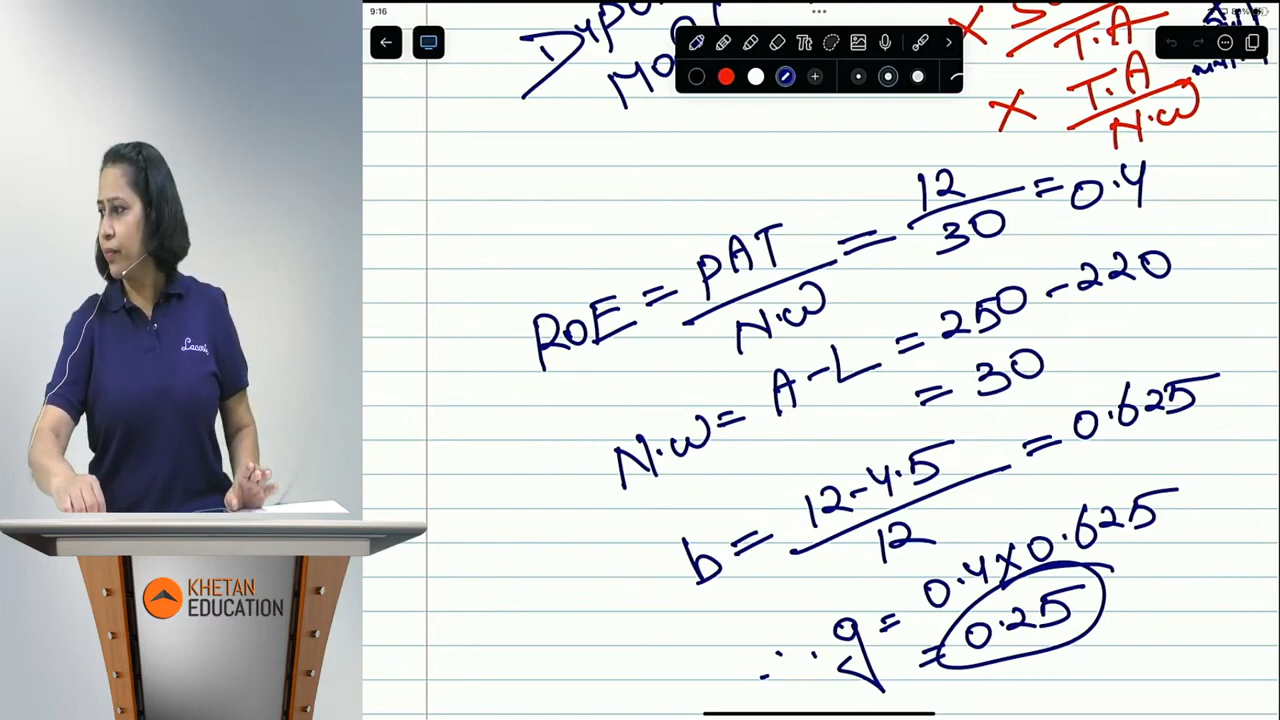 9:16
× T.A
× T.A / N.W
ROE = PAT / N.W = 12 / 30 = 0.4
N.W = A - L = 250 - 220
= 30
b = 12 - 4.5 / 12 = 0.625
∴ g = 0.4 × 0.625
= 0.25
Lacoste
KHETAN
EDUCATION